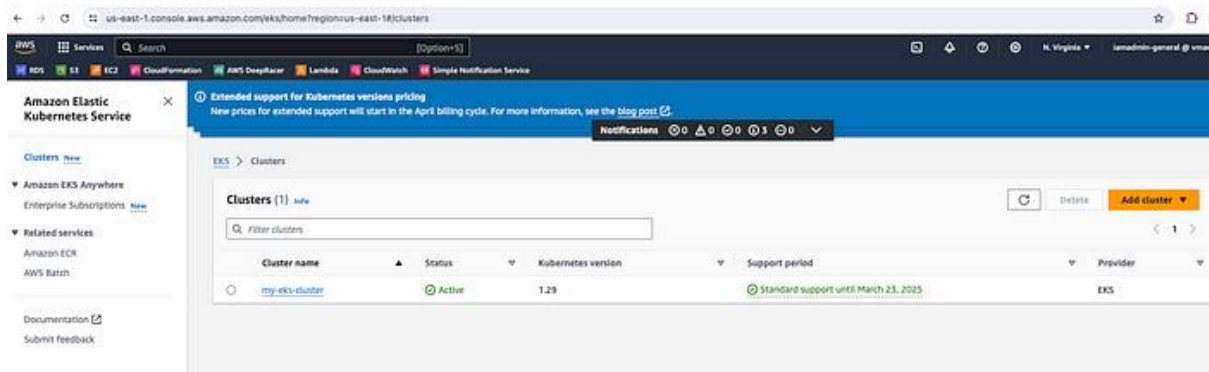 us-east-1.console.aws.amazon.com/eks/home?region=us-east-1#/clusters
aws Services Search [Option+S] N. Virginia iamadmin-general @
RDS S3 EC2 CloudFormation AWS DeepRacer Lambda CloudWatch Simple Notification Service
Amazon Elastic
Kubernetes Service
Extended support for Kubernetes versions pricing
New prices for extended support will start in the April billing cycle. For more information, see the blog post
Notifications 0 0 0 3 0
Clusters New
Amazon EKS Anywhere
Enterprise Subscriptions New
Related services
Amazon ECR
AWS Batch
Documentation
Submit feedback
EKS > Clusters
Clusters (1) Info
Delete Add cluster
Filter clusters
1
Cluster name Status Kubernetes version Support period Provider
my-eks-cluster Active 1.29 Standard support until March 23, 2025 EKS